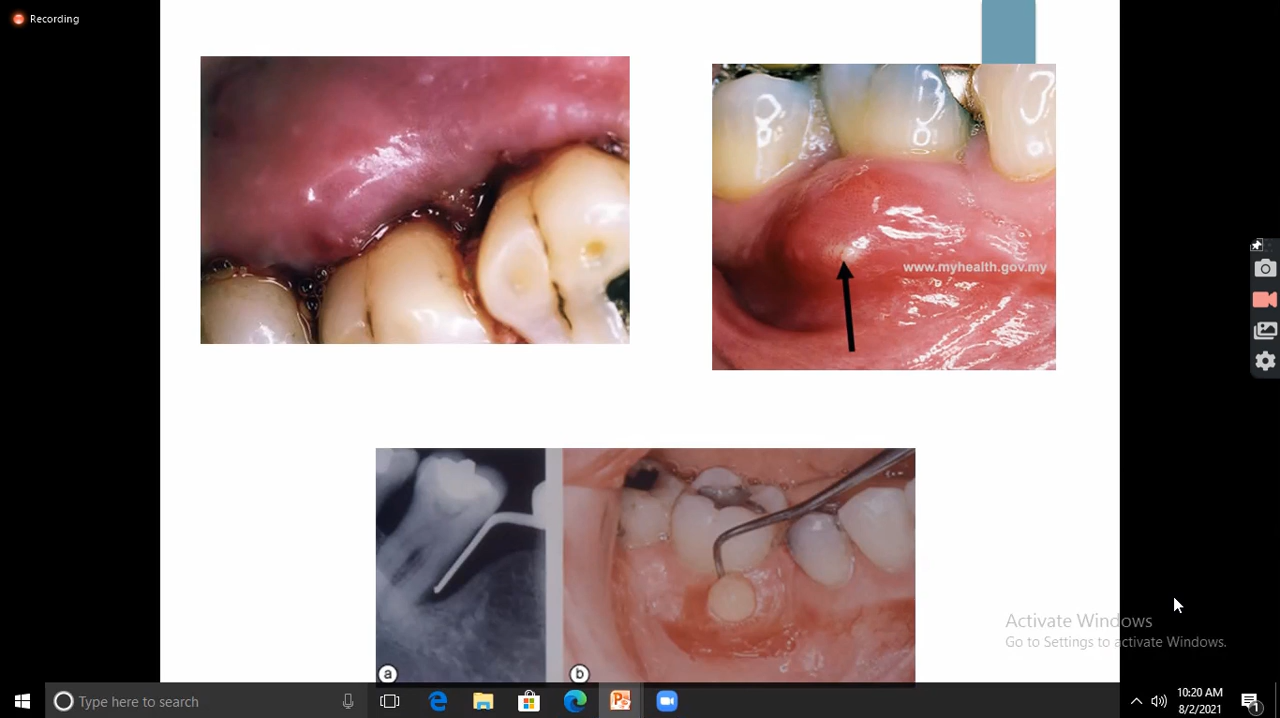 Recording
www.myhealth.gov.my
a
b
Activate Windows
Go to Settings to activate Windows.
Type here to search
10:20 AM
8/2/2021
1